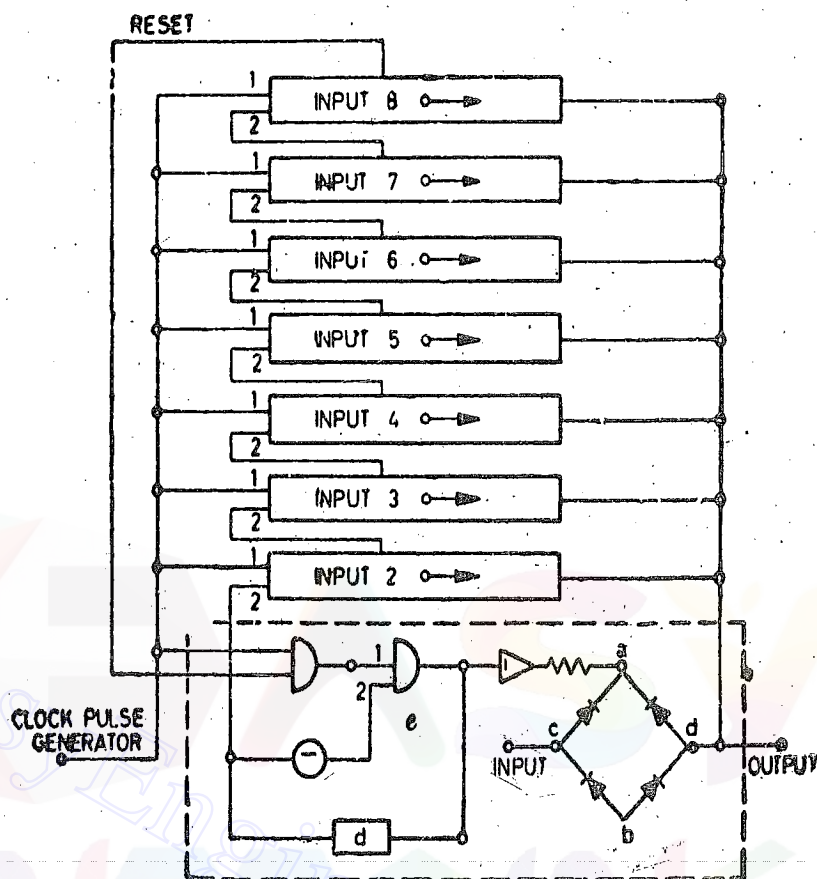 RESET
1
INPUT 8
2
1
INPUT 7
2
1
INPUT 6
2
1
INPUT 5
2
1
INPUT 4
2
1
INPUT 3
2
1
INPUT 2
2
1
2
e
a
c
d
b
INPUT
OUTPUT
CLOCK PULSE
GENERATOR
d